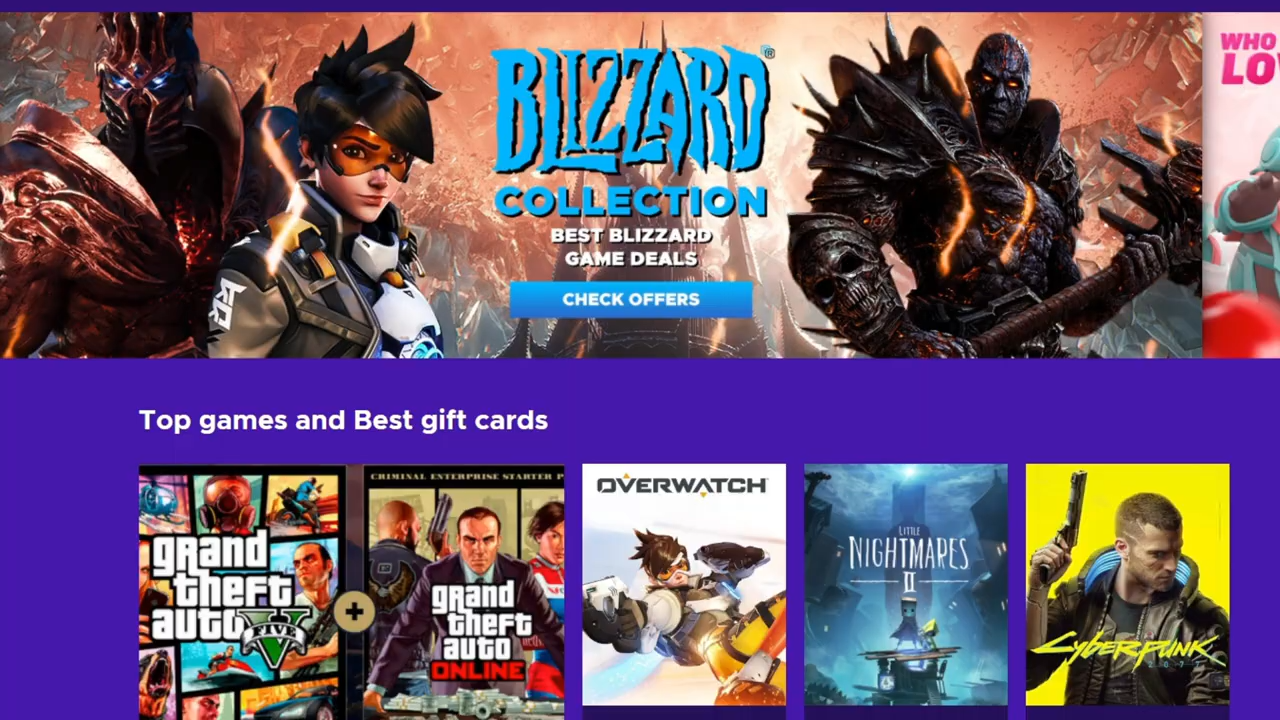 BLIZZARD®
COLLECTION
BEST BLIZZARD
GAME DEALS
CHECK OFFERS
WHO
LO
Top games and Best gift cards
grand
theft
auto
V
FIVE
+
CRIMINAL ENTERPRISE STARTER P
grand
theft
auto
ONLINE
OVERWATCH
LITTLE
NIGHTMARES
II
Cyberpunk
2077